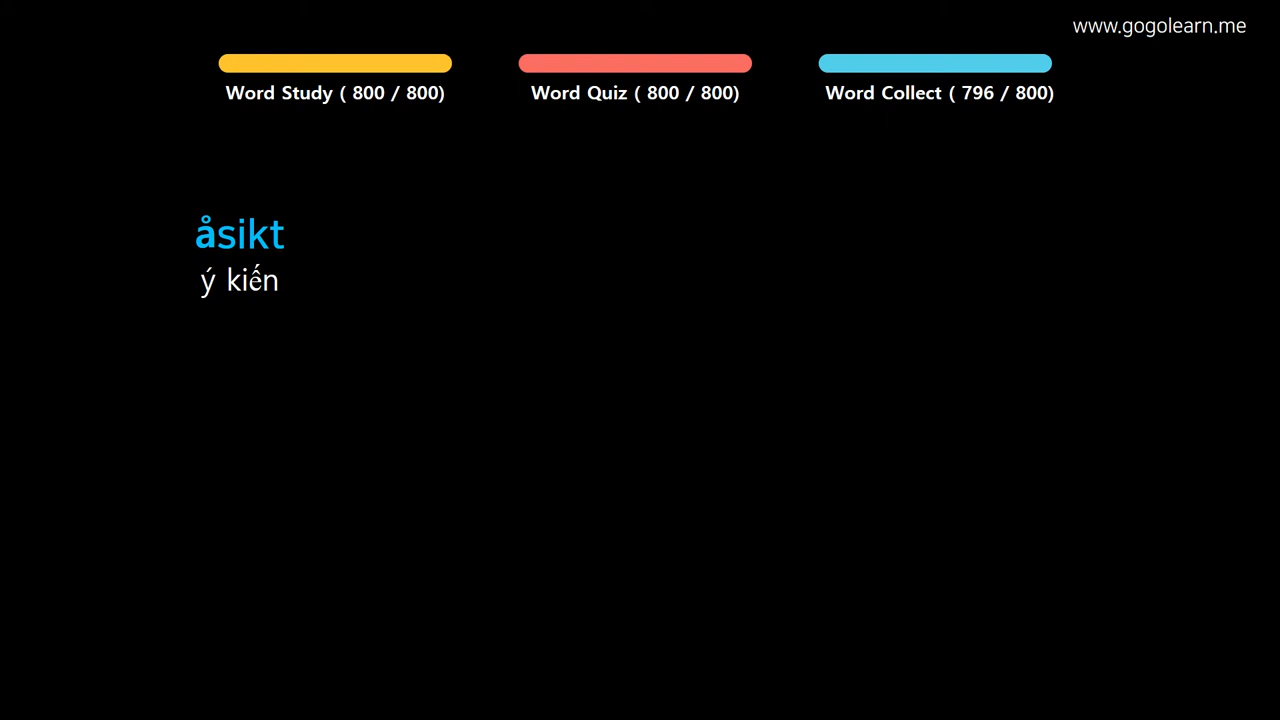 www.gogolearn.me
Word Study ( 800 / 800)
Word Quiz ( 800 / 800)
Word Collect ( 796 / 800)
åsikt
ý kiến